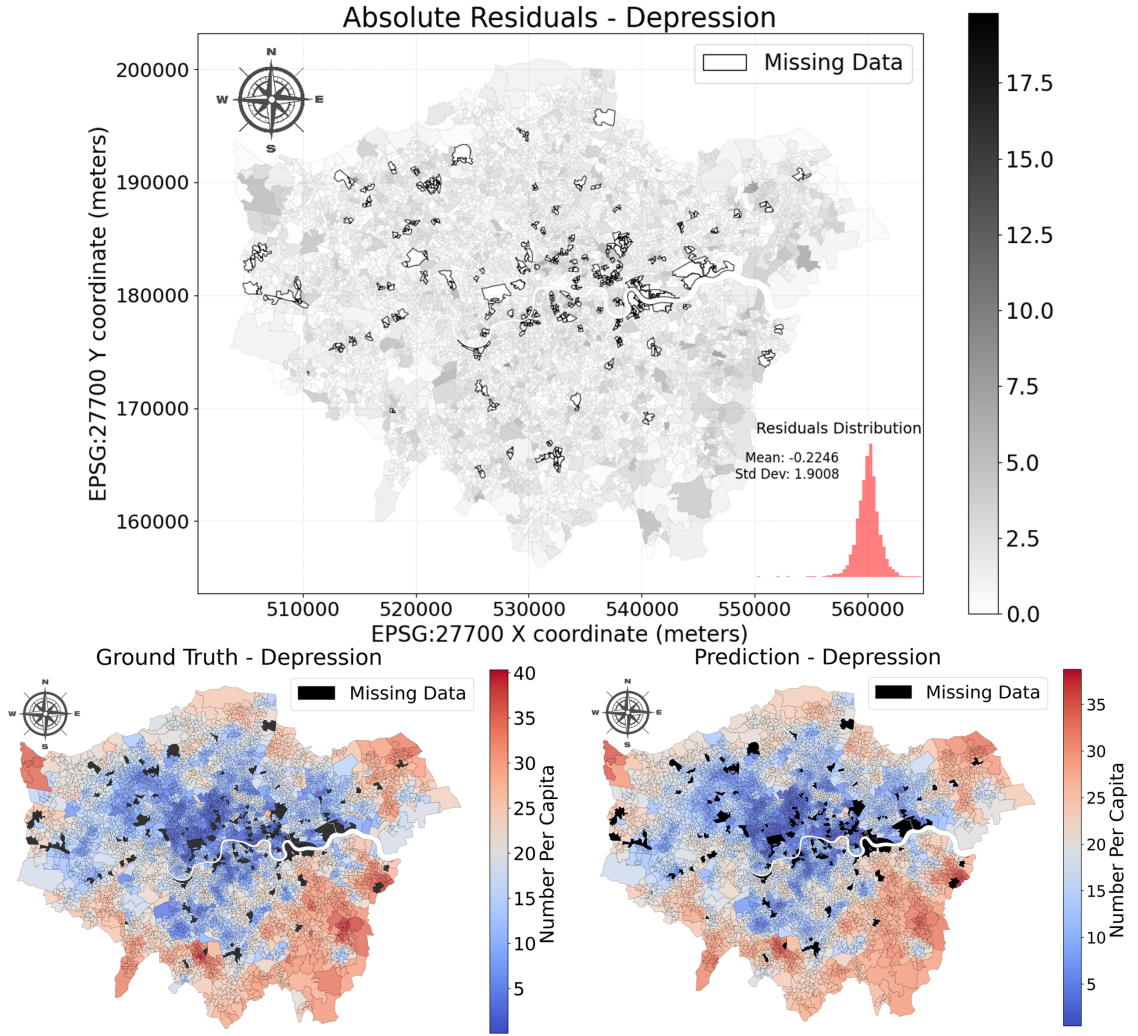 Absolute Residuals - Depression
N
W E
S
Missing Data
EPSG:27700 Y coordinate (meters)
200000
190000
180000
170000
160000
Residuals Distribution
Mean: -0.2246
Std Dev: 1.9008
510000 520000 530000 540000 550000 560000
EPSG:27700 X coordinate (meters)
17.5
15.0
12.5
10.0
7.5
5.0
2.5
0.0
Ground Truth - Depression
N
W E
S
Missing Data
40
35
30
25
20
15
10
5
Number Per Capita
Prediction - Depression
N
W E
S
Missing Data
35
30
25
20
15
10
5
Number Per Capita